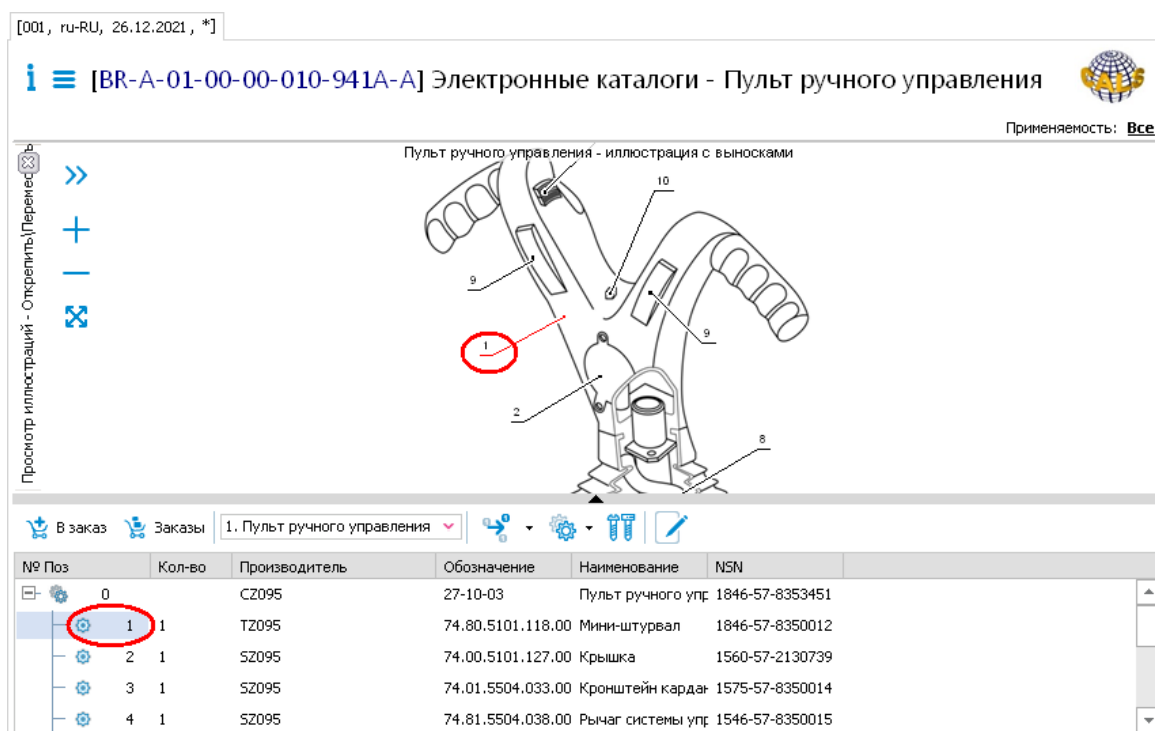 [001, ru-RU, 26.12.2021, *]
i ≡ [BR-A-01-00-00-010-941A-A] Электронные каталоги - Пульт ручного управления
CALS
Применяемость: Все
Просмотр иллюстраций - Открепить\Перемес
Пульт ручного управления - иллюстрация с выносками
10
9
9
1
2
8
В заказ Заказы 1. Пульт ручного управления
№ Поз Кол-во Производитель Обозначение Наименование NSN
0 CZ095 27-10-03 Пульт ручного упр 1846-57-8353451
1 1 TZ095 74.80.5101.118.00 Мини-штурвал 1846-57-8350012
2 1 SZ095 74.00.5101.127.00 Крышка 1560-57-2130739
3 1 SZ095 74.01.5504.033.00 Кронштейн кардан 1575-57-8350014
4 1 SZ095 74.81.5504.038.00 Рычаг системы упр 1546-57-8350015